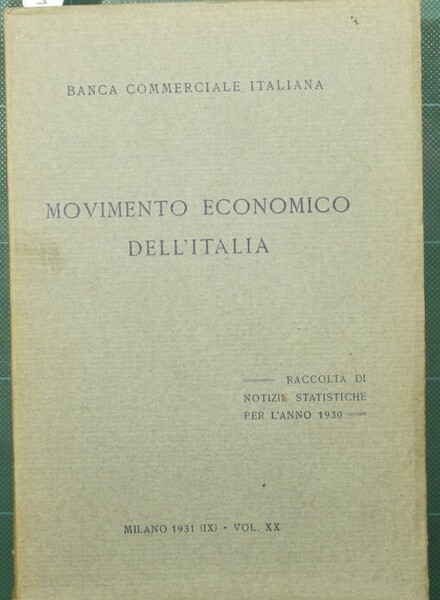 BANCA COMMERCIALE ITALIANA
MOVIMENTO ECONOMICO
DELL'ITALIA
RACCOLTA DI
NOTIZIE STATISTICHE
PER L'ANNO 1930
MILANO 1931 (IX) - VOL. XX